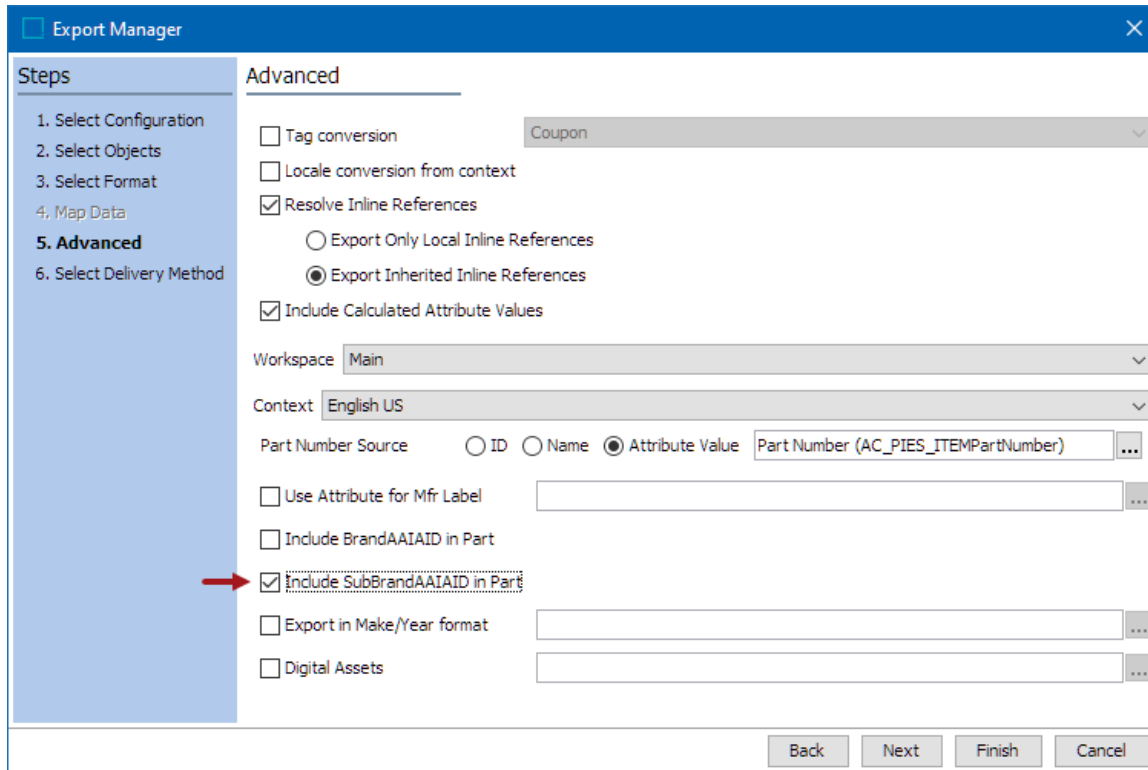 Export Manager
Steps
1. Select Configuration
2. Select Objects
3. Select Format
4. Map Data
5. Advanced
6. Select Delivery Method
Advanced
Tag conversion Coupon
Locale conversion from context
Resolve Inline References
Export Only Local Inline References
Export Inherited Inline References
Include Calculated Attribute Values
Workspace Main
Context English US
Part Number Source ID Name Attribute Value Part Number (AC_PIES_ITEMPartNumber) ...
Use Attribute for Mfr Label ...
Include BrandAAIAID in Part
Include SubBrandAAIAID in Part
Export in Make/Year format ...
Digital Assets ...
Back Next Finish Cancel